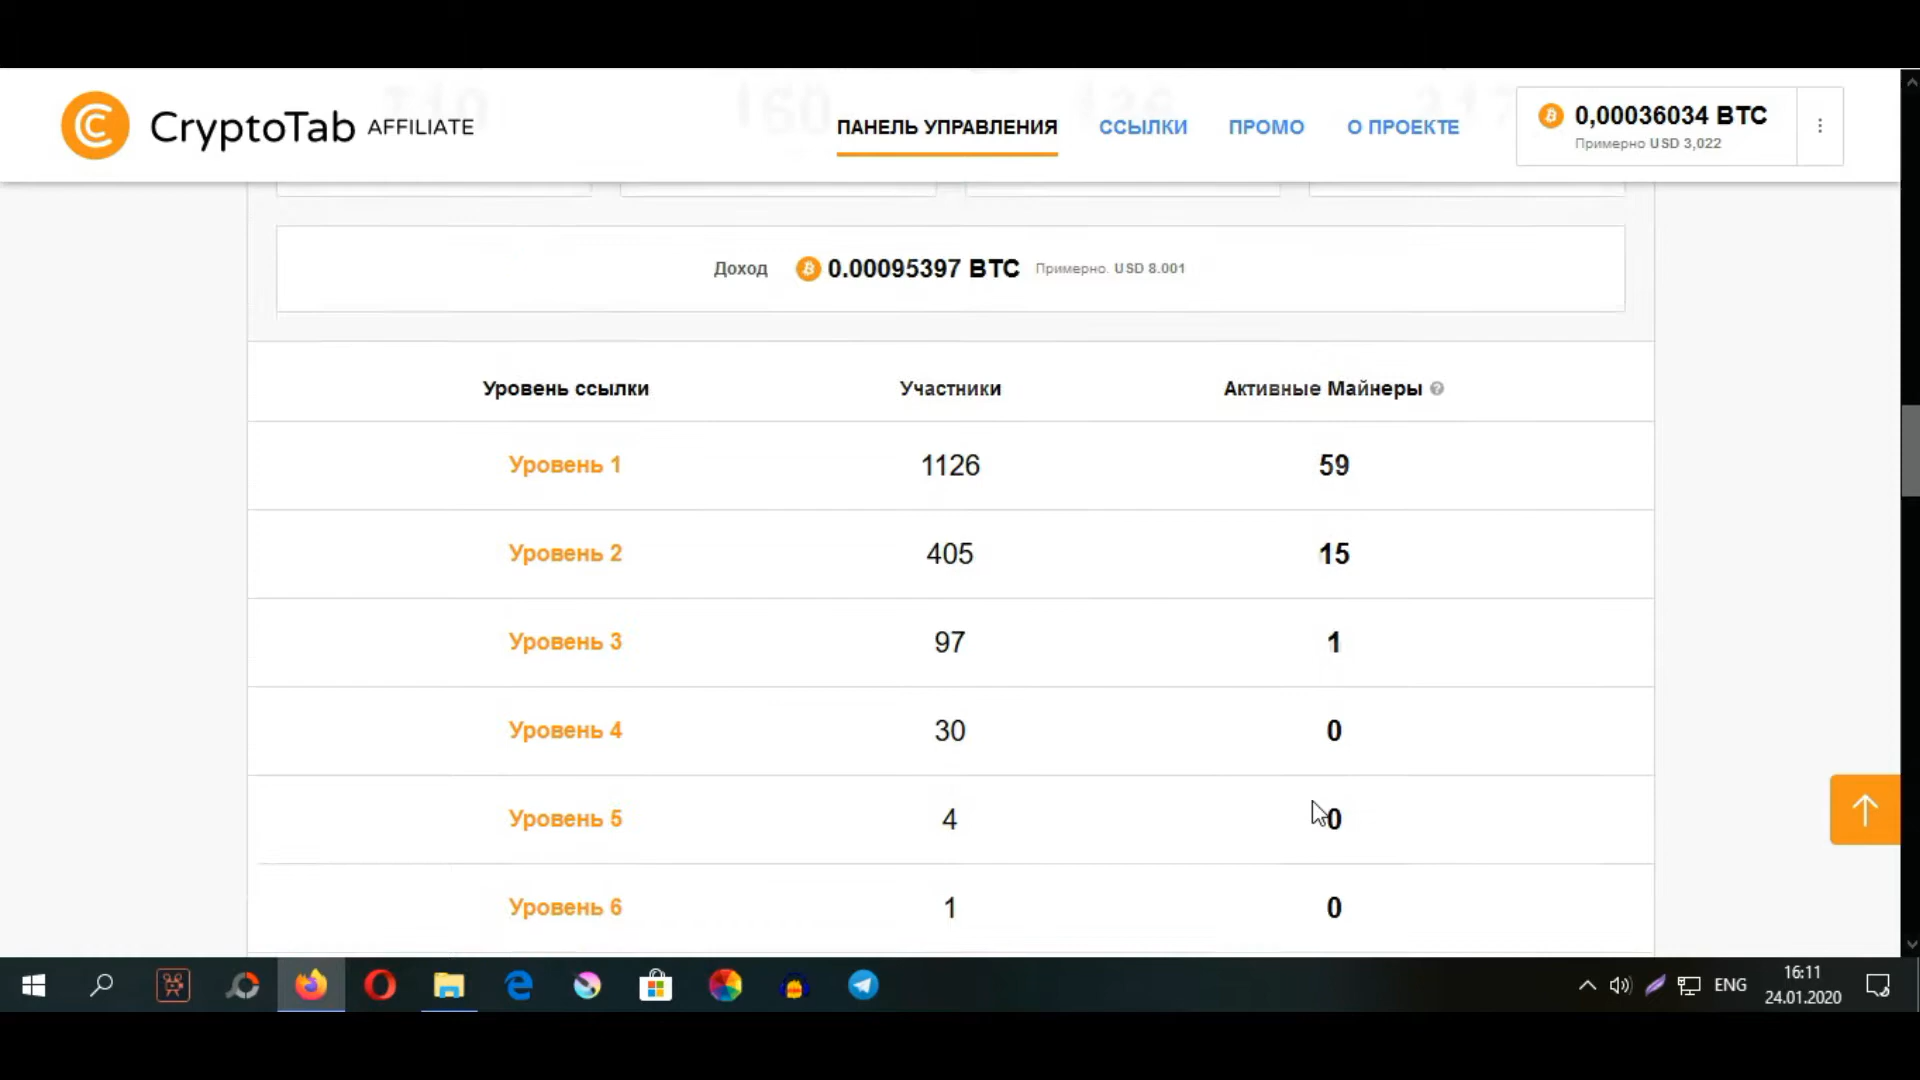 CryptoTab AFFILIATE
ПАНЕЛЬ УПРАВЛЕНИЯ
ССЫЛКИ
ПРОМО
О ПРОЕКТЕ
0,00036034 BTC
Примерно USD 3,022
Доход 0.00095397 BTC Примерно. USD 8.001
Уровень ссылки Участники Активные Майнеры ?
Уровень 1 1126 59
Уровень 2 405 15
Уровень 3 97 1
Уровень 4 30 0
Уровень 5 4 0
Уровень 6 1 0
ENG
16:11
24.01.2020